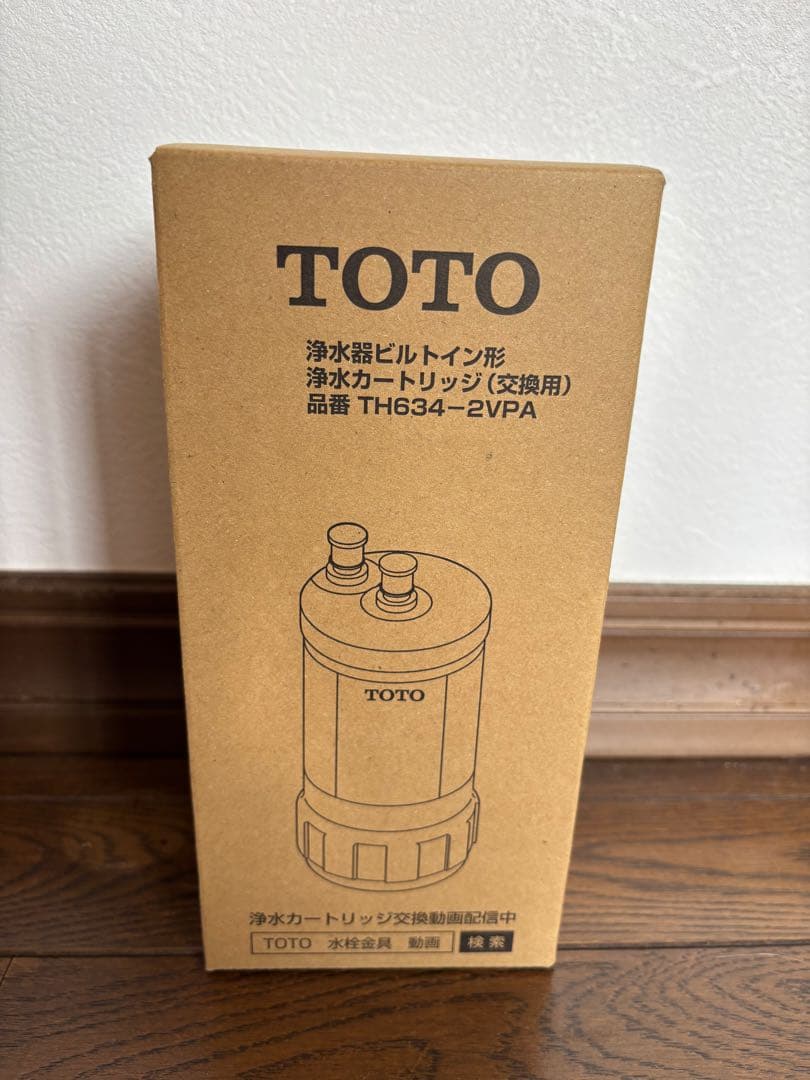 TOTO
浄水器ビルトイン形
浄水カートリッジ(交換用)
品番 TH634-2VPA
TOTO
浄水カートリッジ交換動画配信中
TOTO 水栓金具 動画 検索